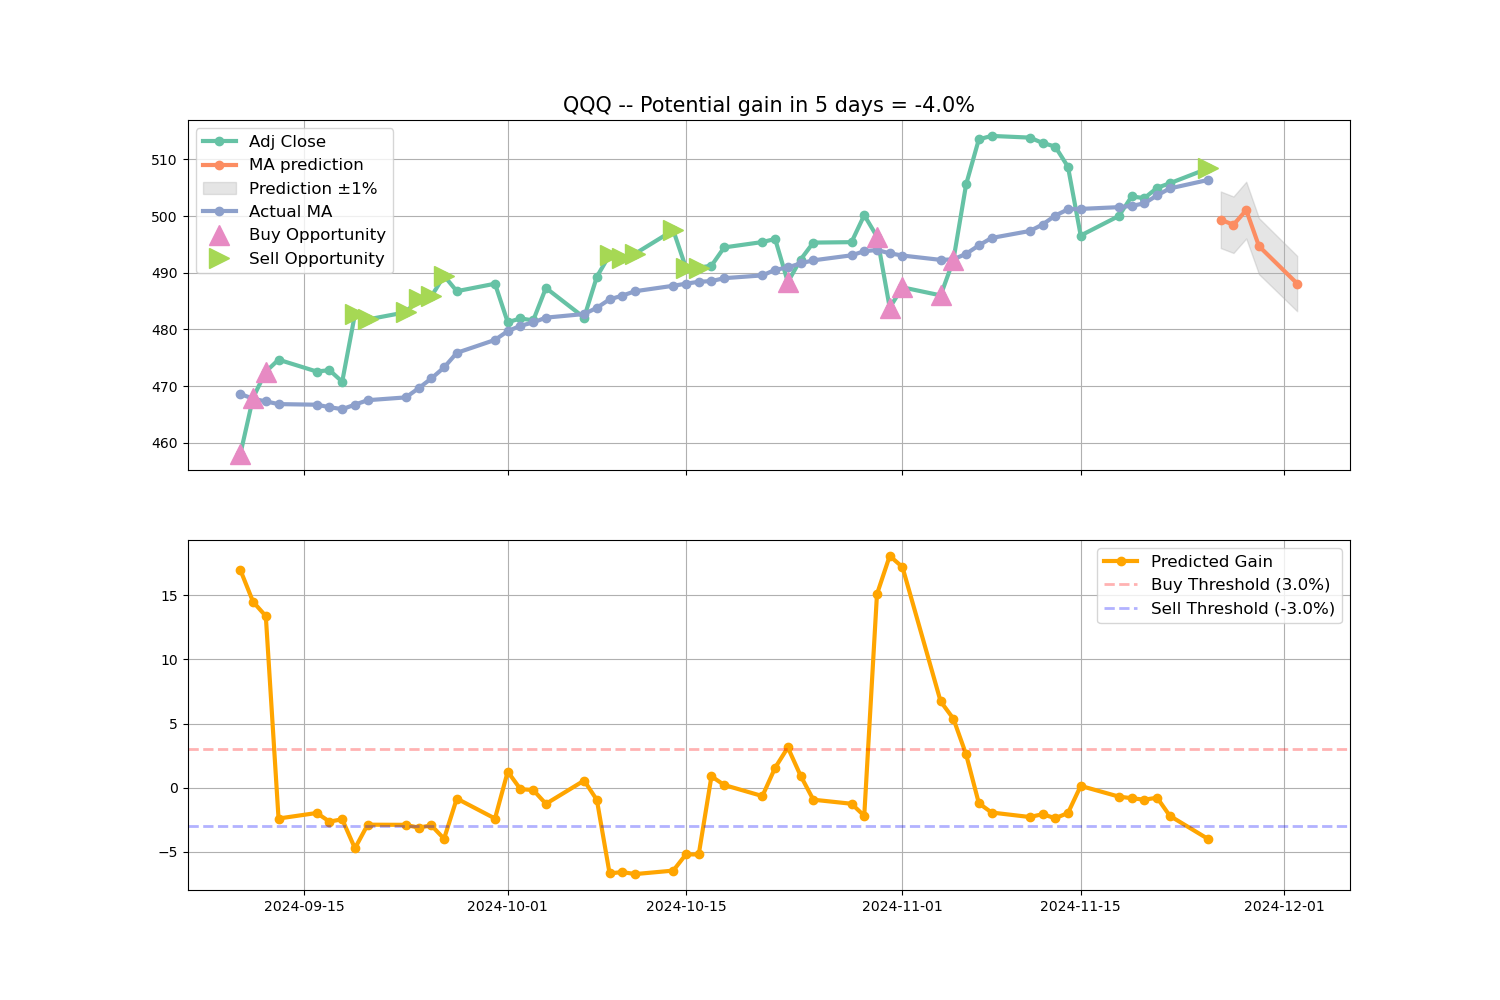 QQQ -- Potential gain in 5 days = -4.0%
Adj Close
MA prediction
Prediction ±1%
Actual MA
Buy Opportunity
Sell Opportunity
510
500
490
480
470
460
Predicted Gain
Buy Threshold (3.0%)
Sell Threshold (-3.0%)
15
10
5
0
−5
2024-09-15
2024-10-01
2024-10-15
2024-11-01
2024-11-15
2024-12-01